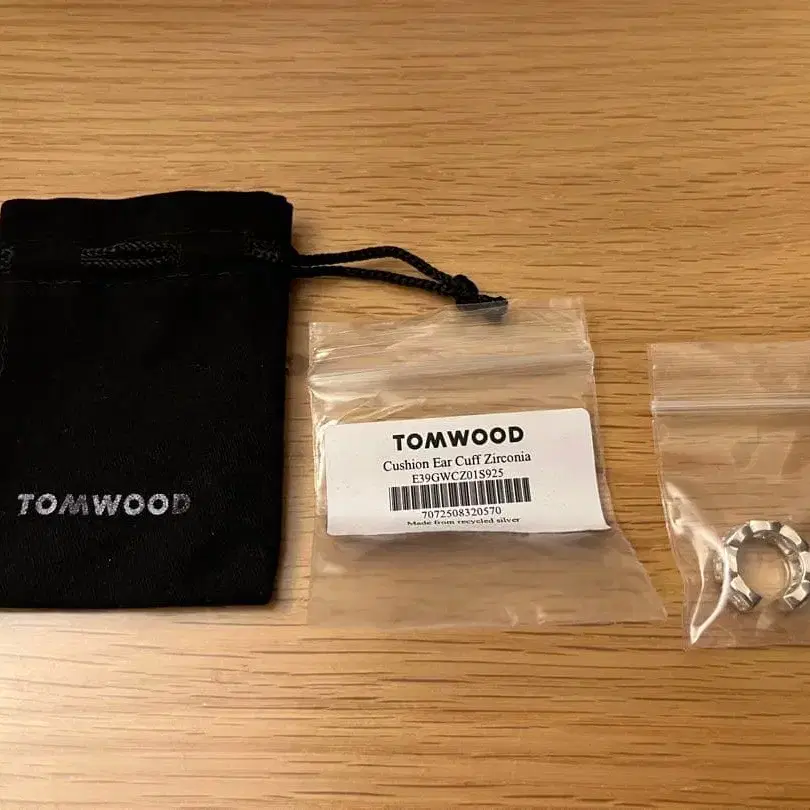 TOMWOOD
TOMWOOD
Cushion Ear Cuff Zirconia
E39GWCZ01S925
7072508320570
Made from recycled silver